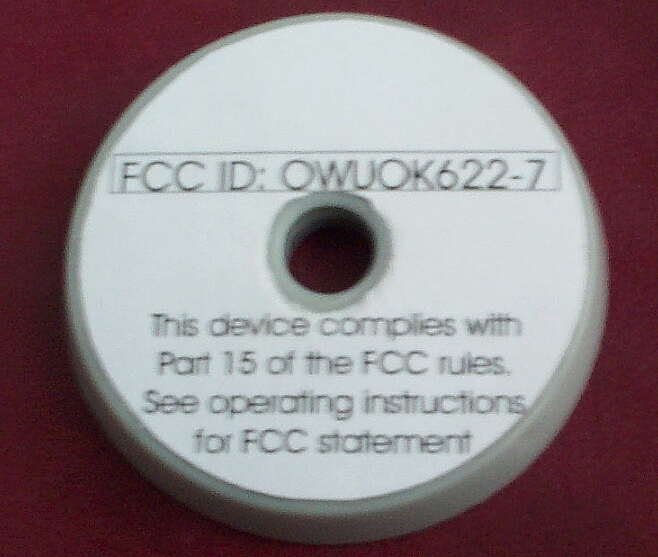 FCC ID: OWUOK622-7
This device complies with
Part 15 of the FCC rules.
See operating instructions
for FCC statement